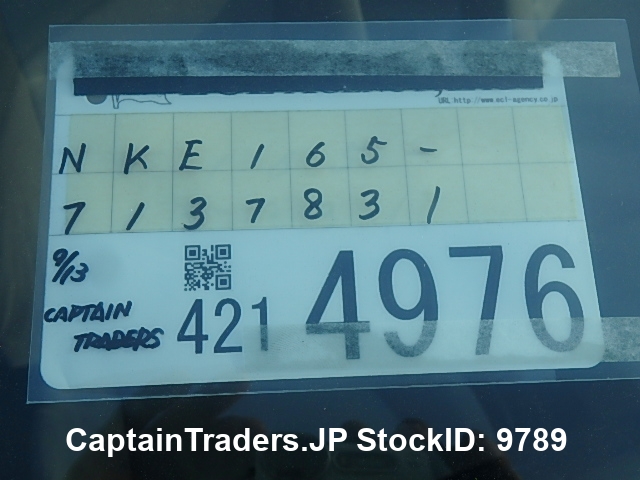 URL:http://www.ecl-agency.co.jp
NKE165-
7137831
9/13
CAPTAIN
TRADERS
421 4976
CaptainTraders.JP StockID: 9789